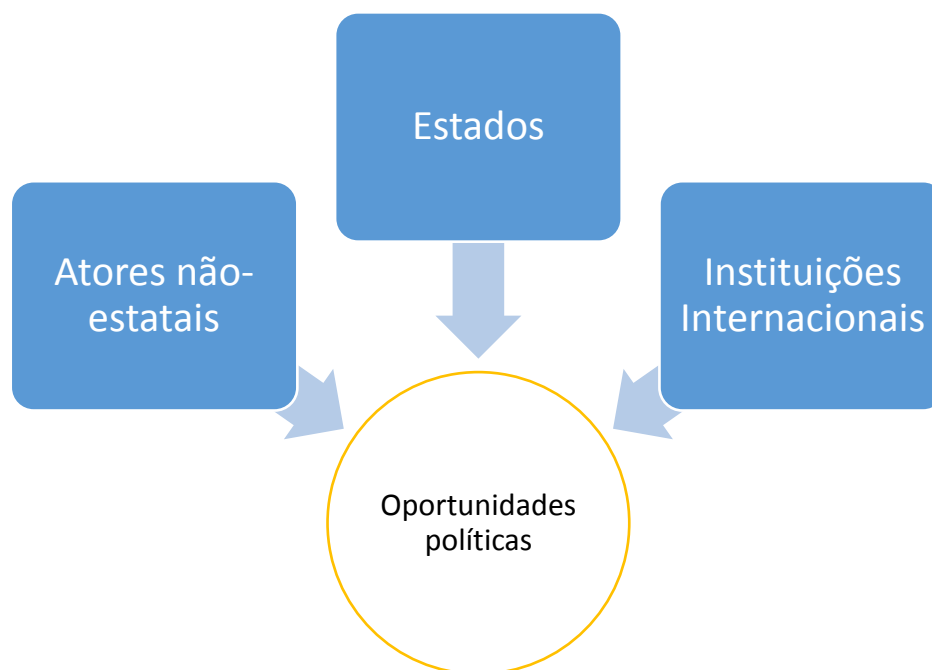 Estados
Atores não-
estatais
Instituições
Internacionais
Oportunidades
políticas